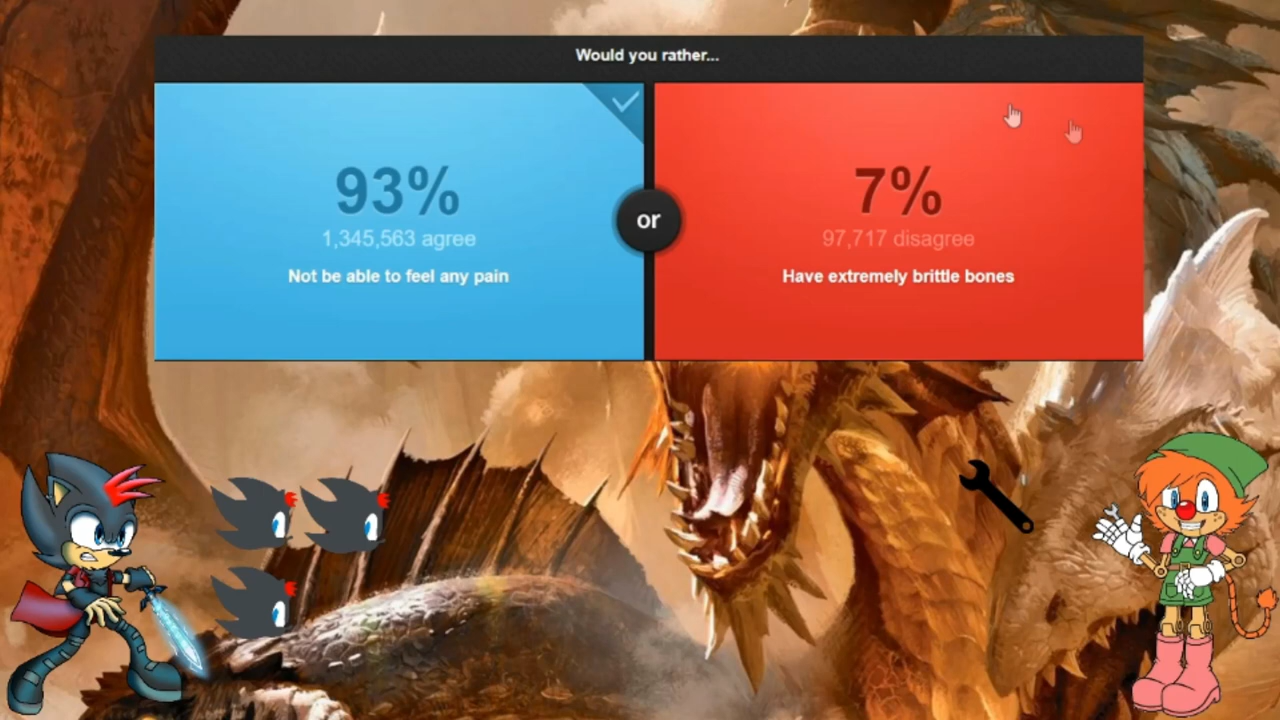 Would you rather...
93%
1,345,563 agree
Not be able to feel any pain
or
7%
97,717 disagree
Have extremely brittle bones